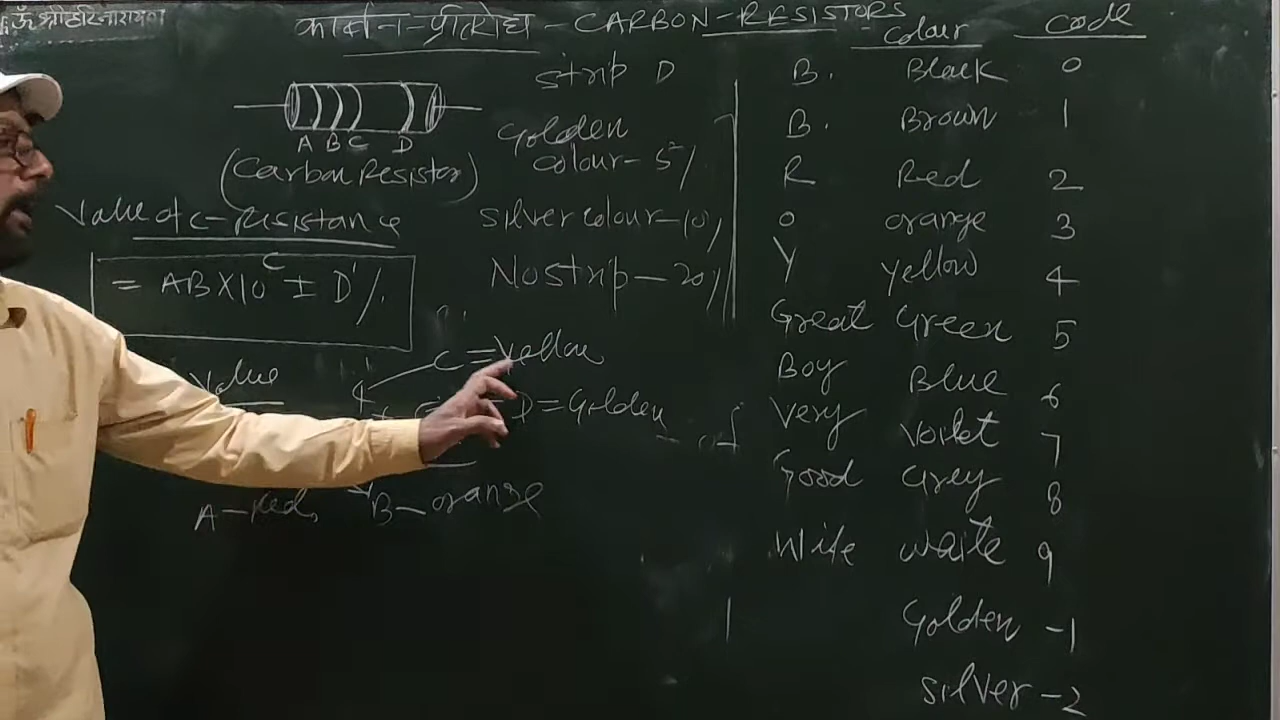 ॐ श्री हरिनारायण
कार्बन-प्रतिरोध - CARBON-RESISTORS
colour code
strip D
A B C D
(Carbon Resistor)
Golden
colour - 5%
silver colour - 10%
No strip - 20%
Value of C-Resistance
= AB X 10^C ± D%
Value
C = Yellow
4
D = Golden
A - Red, B - orange
B. Black 0
B. Brown 1
R Red 2
O orange 3
Y yellow 4
Great Green 5
Boy Blue 6
Very Voilet 7
Good Grey 8
Wife waite 9
Golden -1
silver -2